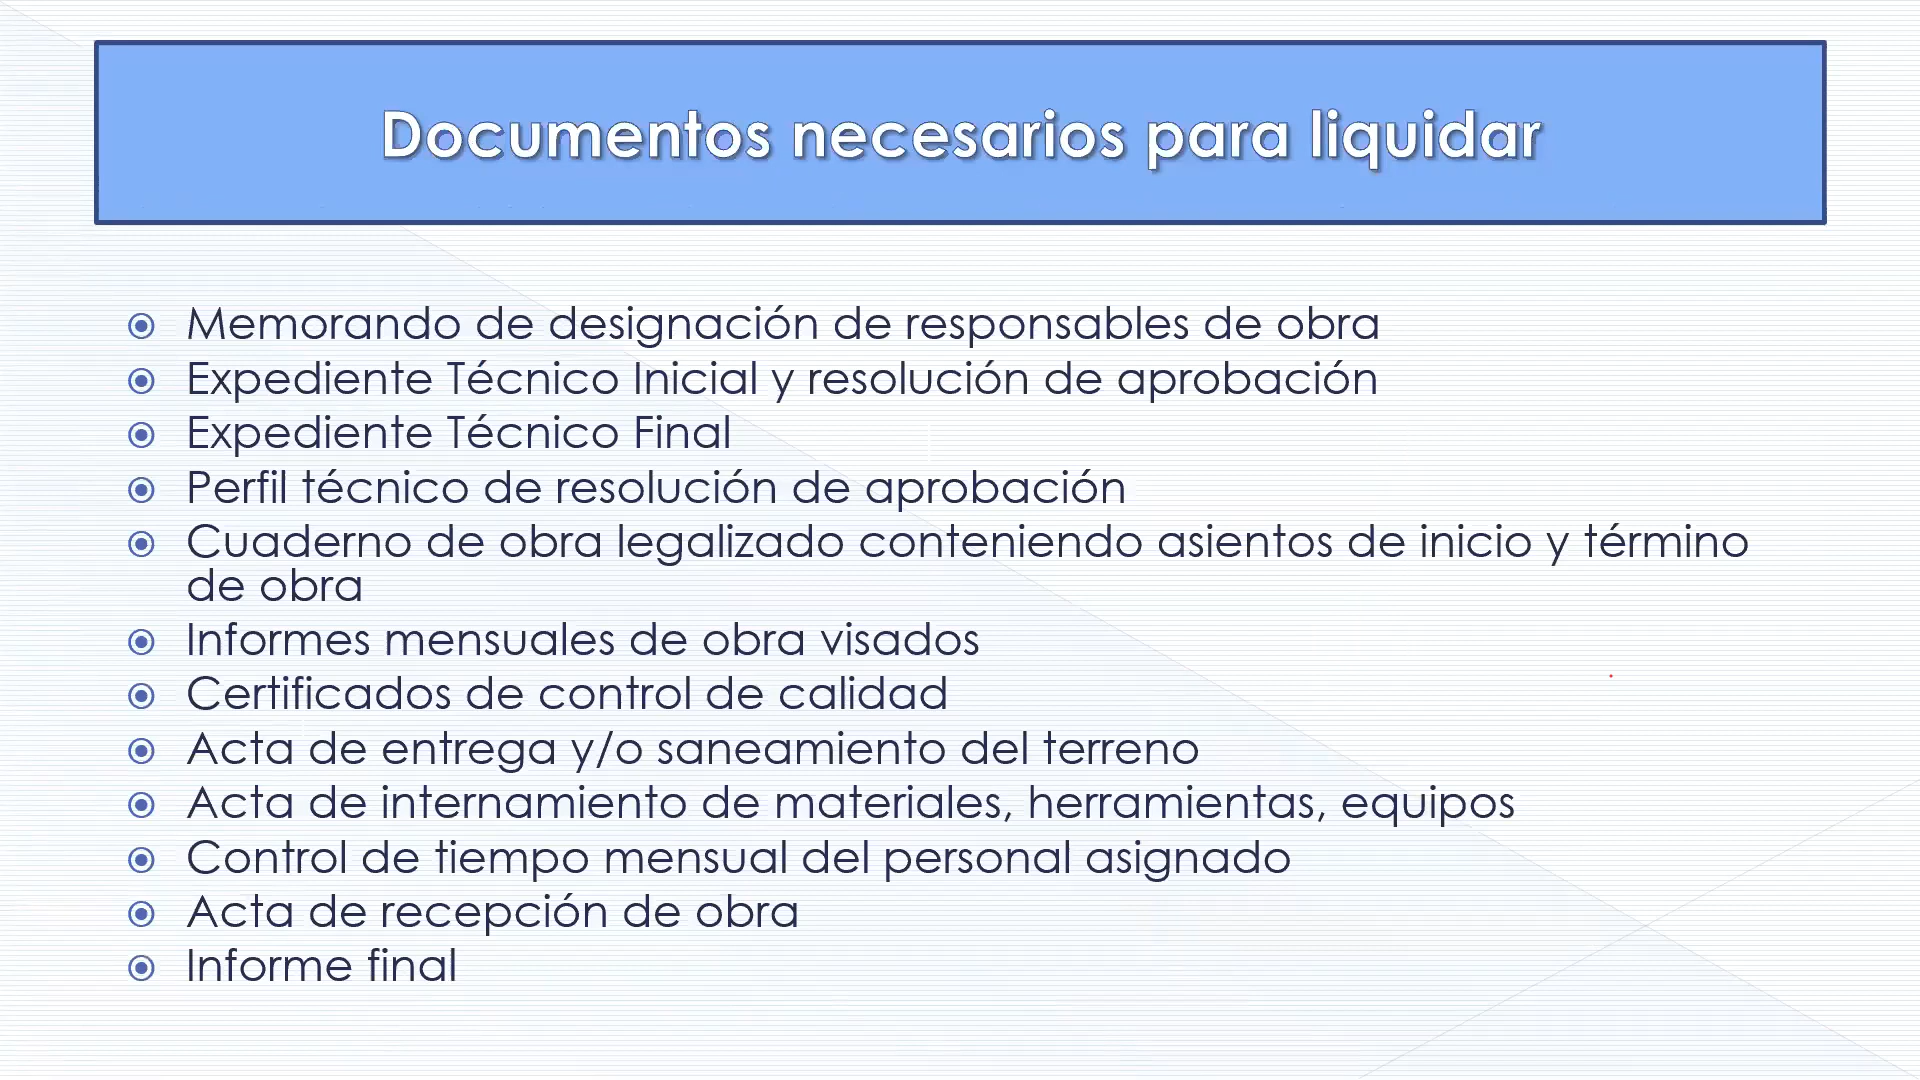 Documentos necesarios para liquidar
Memorando de designación de responsables de obra
Expediente Técnico Inicial y resolución de aprobación
Expediente Técnico Final
Perfil técnico de resolución de aprobación
Cuaderno de obra legalizado conteniendo asientos de inicio y término
de obra
Informes mensuales de obra visados
Certificados de control de calidad
Acta de entrega y/o saneamiento del terreno
Acta de internamiento de materiales, herramientas, equipos
Control de tiempo mensual del personal asignado
Acta de recepción de obra
Informe final